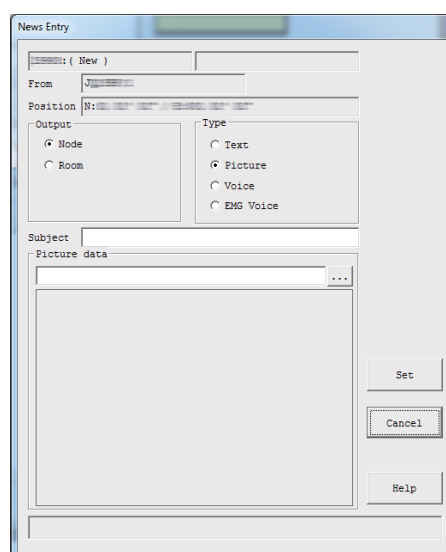 News Entry
:( New )
From J
Position N:
Output
Type
Node
Text
Room
Picture
Voice
EMG Voice
Subject
Picture data
...
Set
Cancel
Help